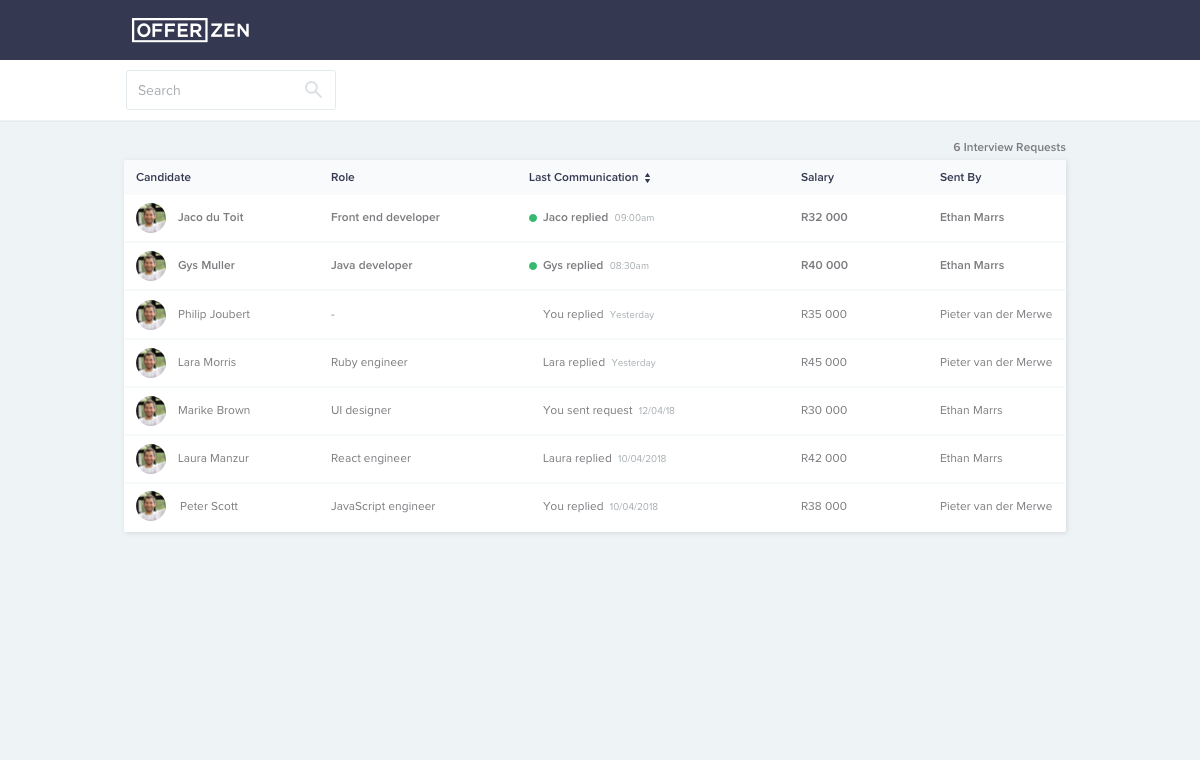 OFFER ZEN
Search
6 Interview Requests
Candidate Role Last Communication Salary Sent By
Jaco du Toit Front end developer Jaco replied 09:00am R32 000 Ethan Marrs
Gys Muller Java developer Gys replied 08:30am R40 000 Ethan Marrs
Philip Joubert - You replied Yesterday R35 000 Pieter van der Merwe
Lara Morris Ruby engineer Lara replied Yesterday R45 000 Pieter van der Merwe
Marike Brown UI designer You sent request 12/04/18 R30 000 Ethan Marrs
Laura Manzur React engineer Laura replied 10/04/2018 R42 000 Ethan Marrs
Peter Scott JavaScript engineer You replied 10/04/2018 R38 000 Pieter van der Merwe